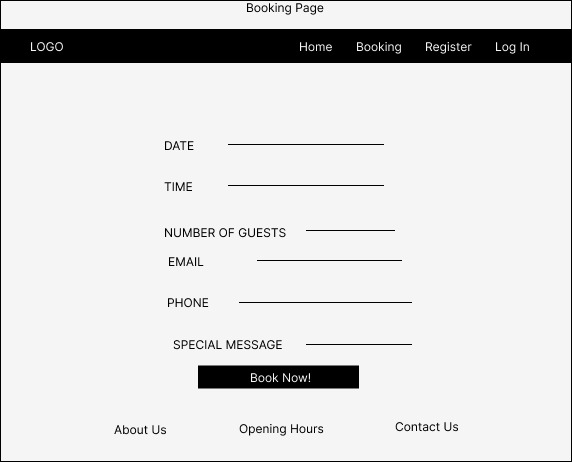 Booking Page
LOGO Home Booking Register Log In
DATE
TIME
NUMBER OF GUESTS
EMAIL
PHONE
SPECIAL MESSAGE
Book Now!
About Us Opening Hours Contact Us